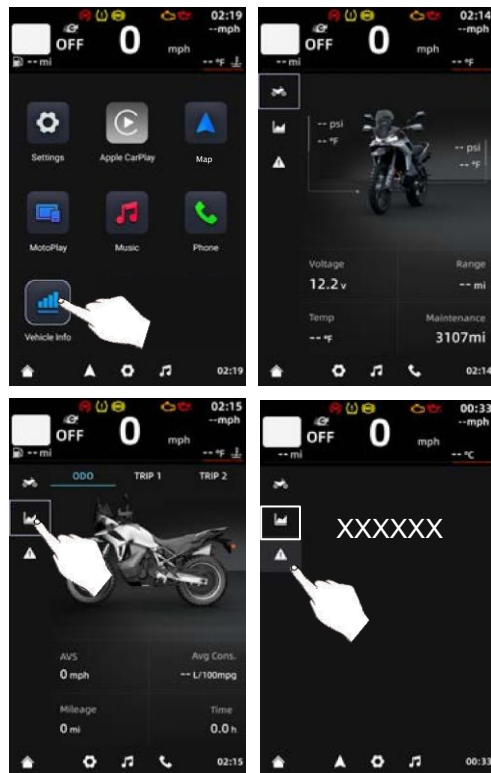 02:19
--mph
OFF
0
mph
-- mi
-- °F
Settings
Apple CarPlay
Map
MotoPlay
Music
Phone
Vehicle Info
02:19
02:14
--mph
OFF
0
mph
-- mi
-- °F
-- psi
-- °F
-- psi
-- °F
Voltage
Range
12.2 v
-- mi
Temp
Maintenance
-- °F
3107mi
02:14
02:15
--mph
OFF
0
mph
-- mi
-- °F
ODO TRIP 1 TRIP 2
AVS
Avg Cons.
0 mph
-- L/100mpg
Mileage
Time
0 mi
0.0 h
02:15
00:33
--mph
OFF
0
mph
-- mi
-- °C
XXXXXX
00:33